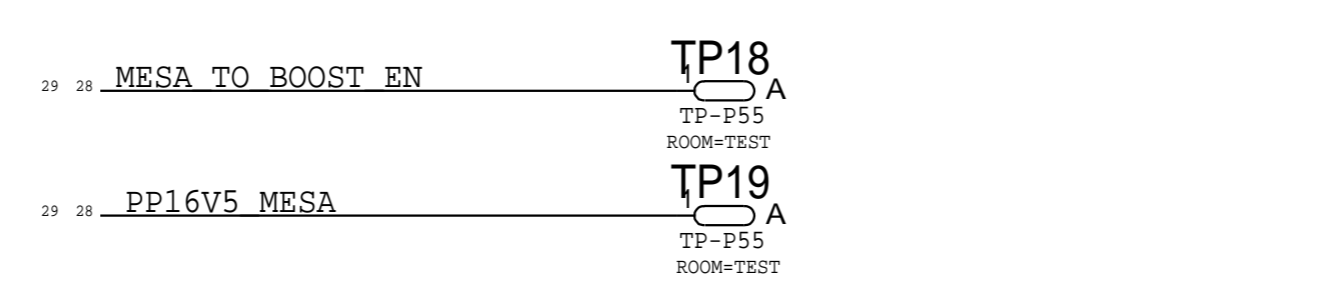 TP18
29 28 MESA_TO_BOOST_EN 1 A
TP-P55
ROOM=TEST
TP19
29 28 PP16V5_MESA 1 A
TP-P55
ROOM=TEST